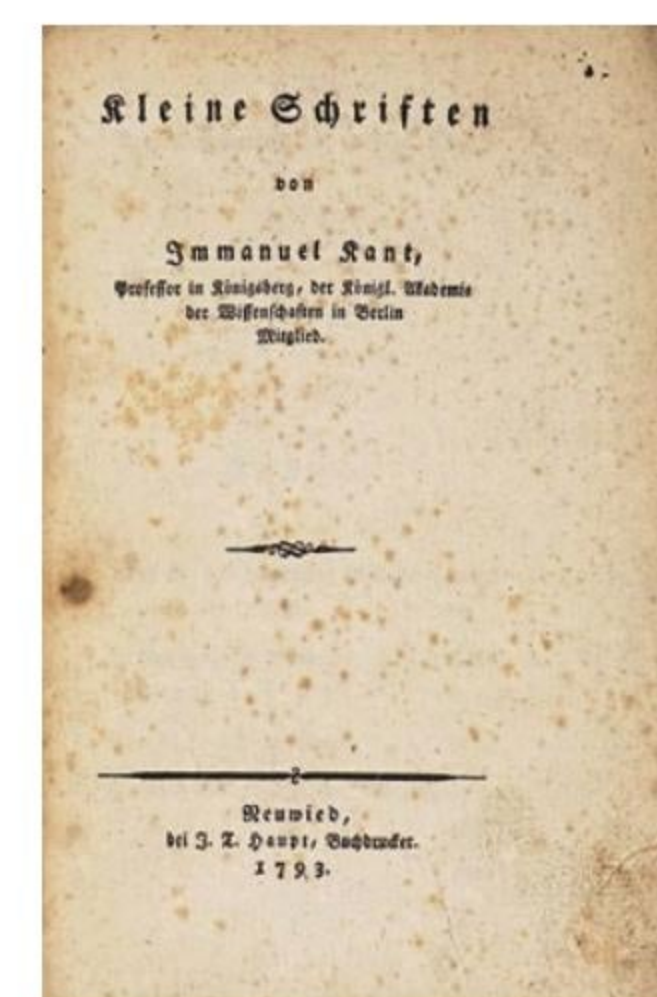 Kleine Schriften
von
Immanuel Kant,
Professor in Königsberg, der Königl. Akademie
der Wissenschaften in Berlin
Mitglied.
Neuwied,
bei J. T. Haupt, Buchdrucker.
1793.